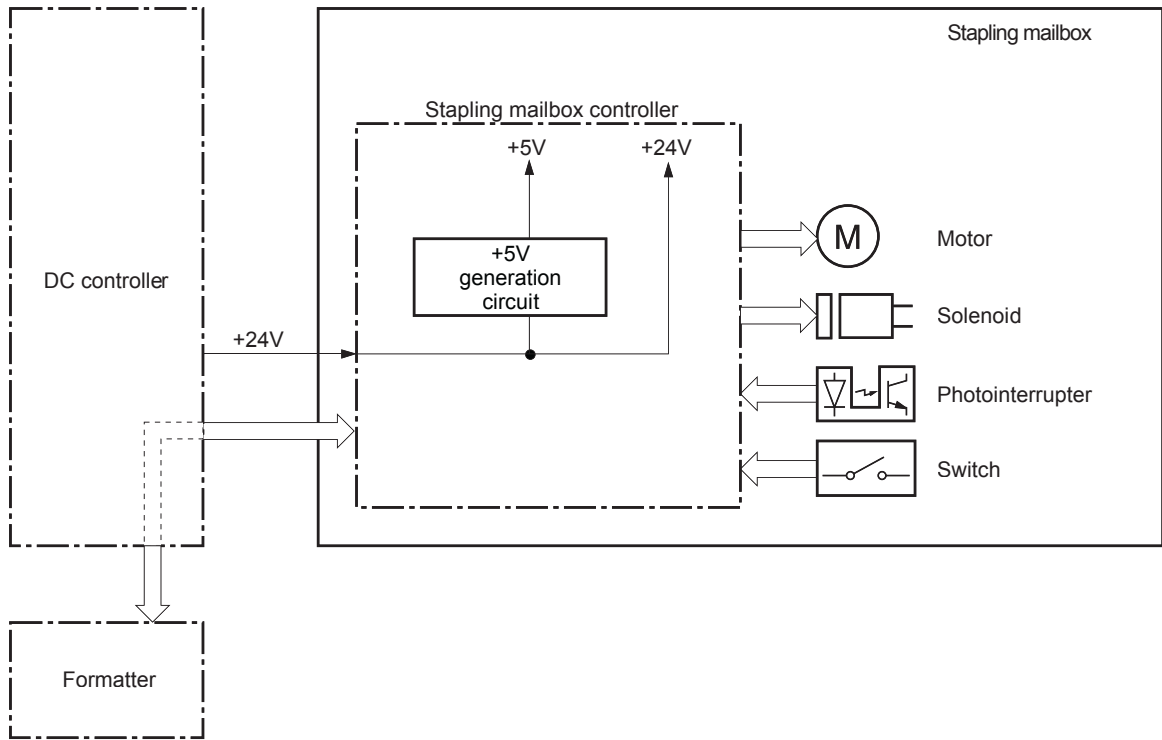 Stapling mailbox
Stapling mailbox controller
+5V
+24V
+5V
generation
circuit
DC controller
+24V
M
Motor
Solenoid
Photointerrupter
Switch
Formatter